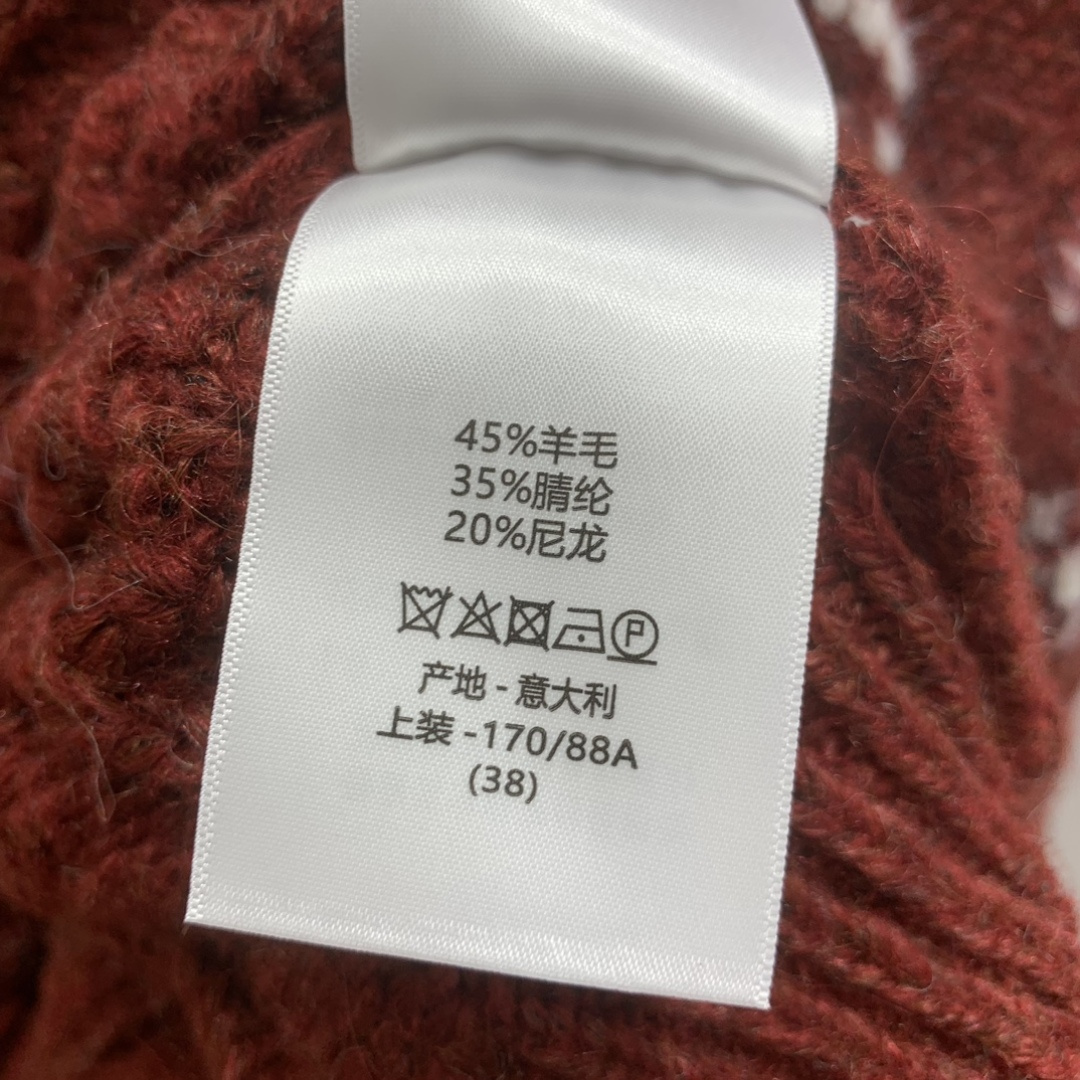 45%羊毛
35%腈纶
20%尼龙
P
产地 - 意大利
上装 -170/88A
(38)